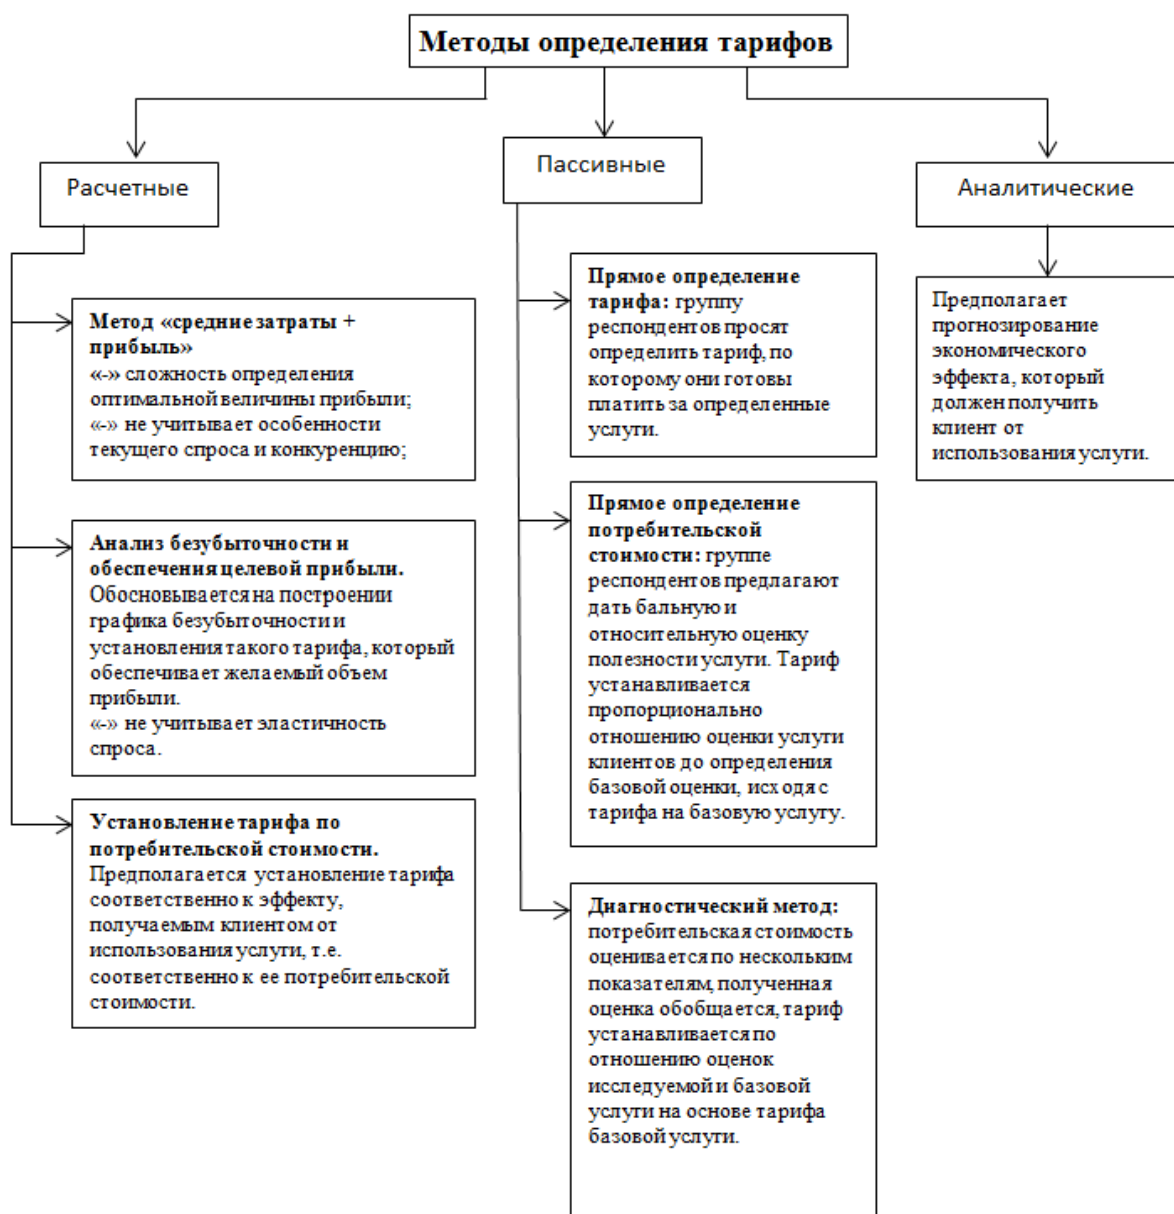 Методы определения тарифов
Расчетные
Пассивные
Аналитические
Метод «средние затраты +
прибыль»
«-» сложность определения
оптимальной величины прибыли;
«-» не учитывает особенности
текущего спроса и конкуренцию;
Анализ безубыточности и
обеспечения целевой прибыли.
Обосновывается на построении
графика безубыточности и
установления такого тарифа, который
обеспечивает желаемый объем
прибыли.
«-» не учитывает эластичность
спроса.
Установление тарифа по
потребительской стоимости.
Предполагается установление тарифа
соответственно к эффекту,
получаемым клиентом от
использования услуги, т.е.
соответственно к ее потребительской
стоимости.
Прямое определение
тарифа: группу
респондентов просят
определить тариф, по
которому они готовы
платить за определенные
услуги.
Прямое определение
потребительской
стоимости: группе
респондентов предлагают
дать бальную и
относительную оценку
полезности услуги. Тариф
устанавливается
пропорционально
отношению оценки услуги
клиентов до определения
базовой оценки, исходя с
тарифа на базовую услугу.
Диагностический метод:
потребительская стоимость
оценивается по нескольким
показателям, полученная
оценка обобщается, тариф
устанавливается по
отношению оценок
исследуемой и базовой
услуги на основе тарифа
базовой услуги.
Предполагает
прогнозирование
экономического
эффекта, который
должен получить
клиент от
использования услуги.